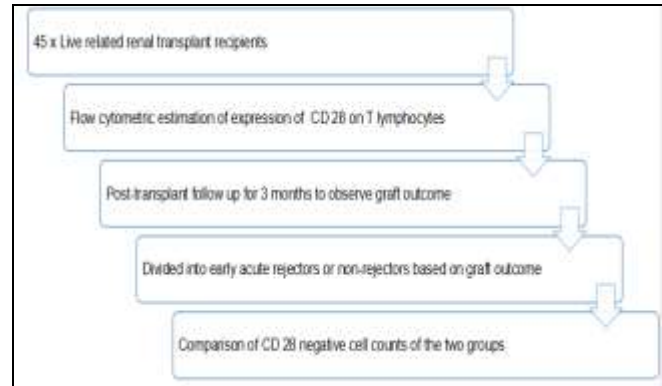 45 x Live related renal transplant recipients
Flow cytometric estimation of expression of CD 28 on T lymphocytes
Post-transplant follow up for 3 months to observe graft outcome
Divided into early acute rejectors or non-rejectors based on graft outcome
Comparison of CD 28 negative cell counts of the two groups